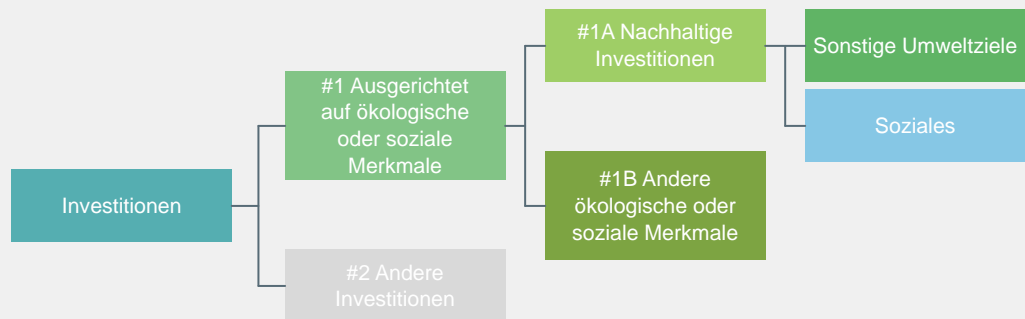 Investitionen
#1 Ausgerichtet
auf ökologische
oder soziale
Merkmale
#2 Andere
Investitionen
#1A Nachhaltige
Investitionen
#1B Andere
ökologische oder
soziale Merkmale
Sonstige Umweltziele
Soziales